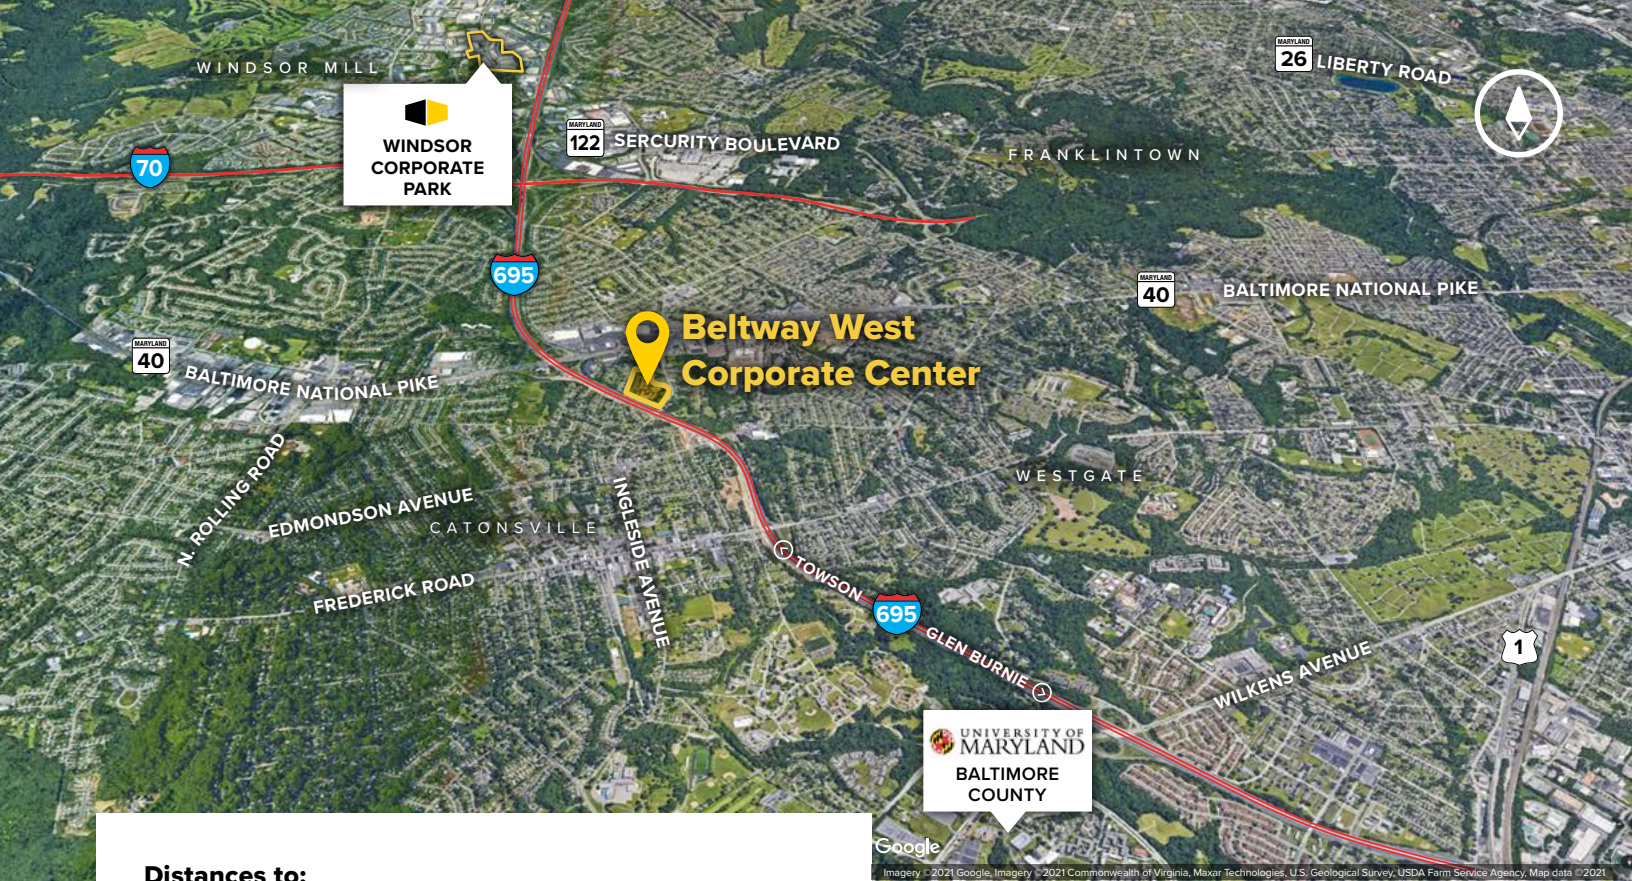 WINDSOR MILL
MARYLAND
26
LIBERTY ROAD
WINDSOR
CORPORATE
PARK
MARYLAND
122
SERCURITY BOULEVARD
FRANKLINTOWN
70
695
MARYLAND
40
BALTIMORE NATIONAL PIKE
Beltway West
Corporate Center
MARYLAND
40
BALTIMORE NATIONAL PIKE
N. ROLLING ROAD
EDMONDSON AVENUE
CATONSVILLE
INGLESIDE AVENUE
WESTGATE
FREDERICK ROAD
TOWSON
695
GLEN BURNIE
1
WILKENS AVENUE
UNIVERSITY OF
MARYLAND
BALTIMORE
COUNTY
Google
Distances to:
Imagery ©2021 Google, Imagery ©2021 Commonwealth of Virginia, Maxar Technologies, U.S. Geological Survey, USDA Farm Service Agency, Map data ©2021